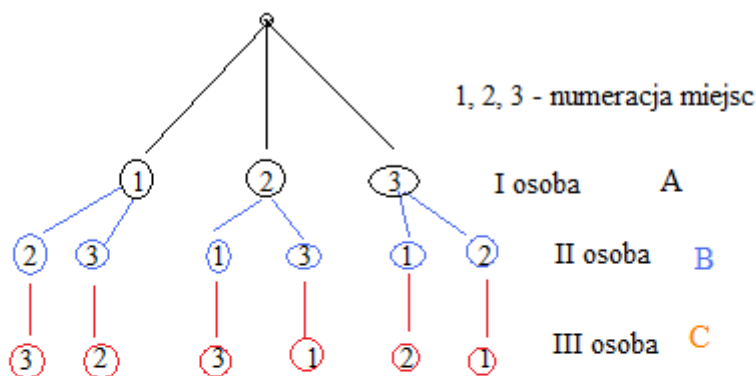 1, 2, 3 - numeracja miejsc
1 2 3 I osoba A
2 3 1 3 1 2 II osoba B
3 2 3 1 2 1 III osoba C